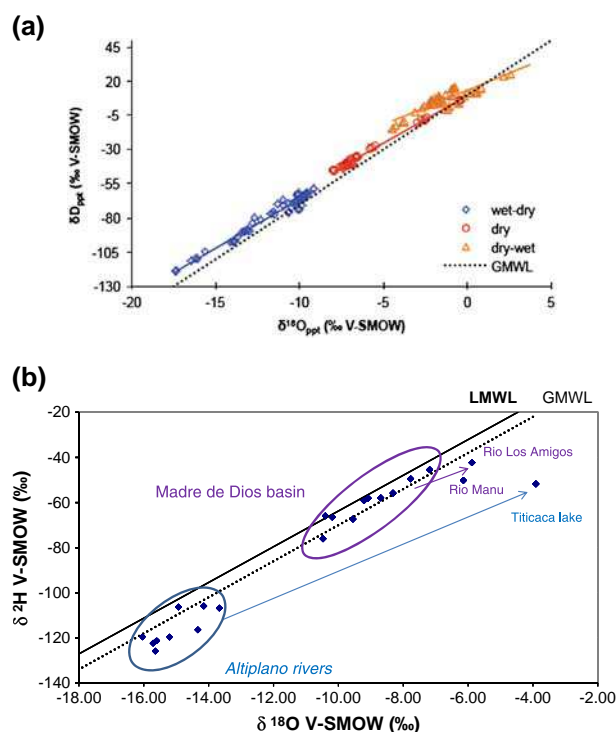 (a)
45
25
-5
-30
-55
-80
-105
-130
δDppt (‰ V-SMOW)
wet-dry
dry
dry-wet
GMWL
-20
-15
-10
-5
0
5
δ18Oppt (‰ V-SMOW)
(b)
LMWL GMWL
-20
-40
-60
-80
-100
-120
-140
δ 2H V-SMOW (‰)
Rio Los Amigos
Madre de Dios basin
Rio Manu
Titicaca lake
Altiplano rivers
-18.00 -16.00 -14.00 -12.00 -10.00 -8.00 -6.00 -4.00 -2.00
δ 18O V-SMOW (‰)